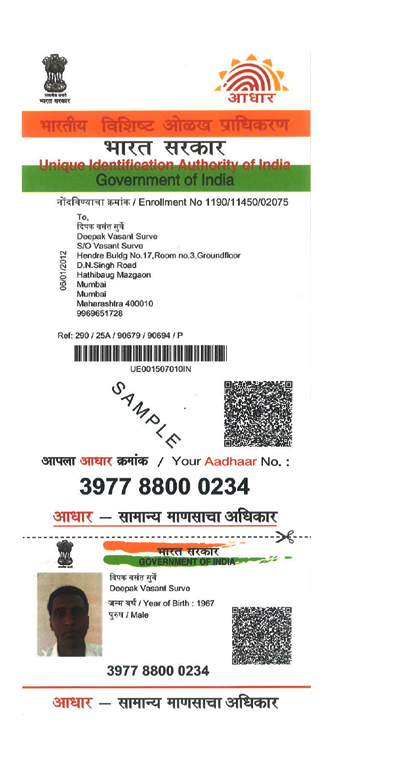 भारत सरकार
आधार
भारतीय विशिष्ट ओळख प्राधिकरण
भारत सरकार
Unique Identification Authority of India
Government of India
नोंदविण्याचा क्रमांक / Enrollment No 1190/11450/02075
To,
दिपक वसंत सुर्वे
Deepak Vasant Surve
S/O Vasant Surve
Hendre Buldg No.17,Room no.3,Groundfloor
D.N.Singh Road
Hathibaug Mazgaon
Mumbai
Mumbai
Maharashtra 400010
9969651728
06/01/2012
Ref: 290 / 25A / 90679 / 90694 / P
UE001507010IN
SAMPLE
आपला आधार क्रमांक / Your Aadhaar No. :
3977 8800 0234
आधार – सामान्य माणसाचा अधिकार
भारत सरकार
GOVERNMENT OF INDIA
दिपक वसंत सुर्वे
Deepak Vasant Surve
जन्म वर्ष / Year of Birth : 1967
पुरुष / Male
3977 8800 0234
आधार – सामान्य माणसाचा अधिकार